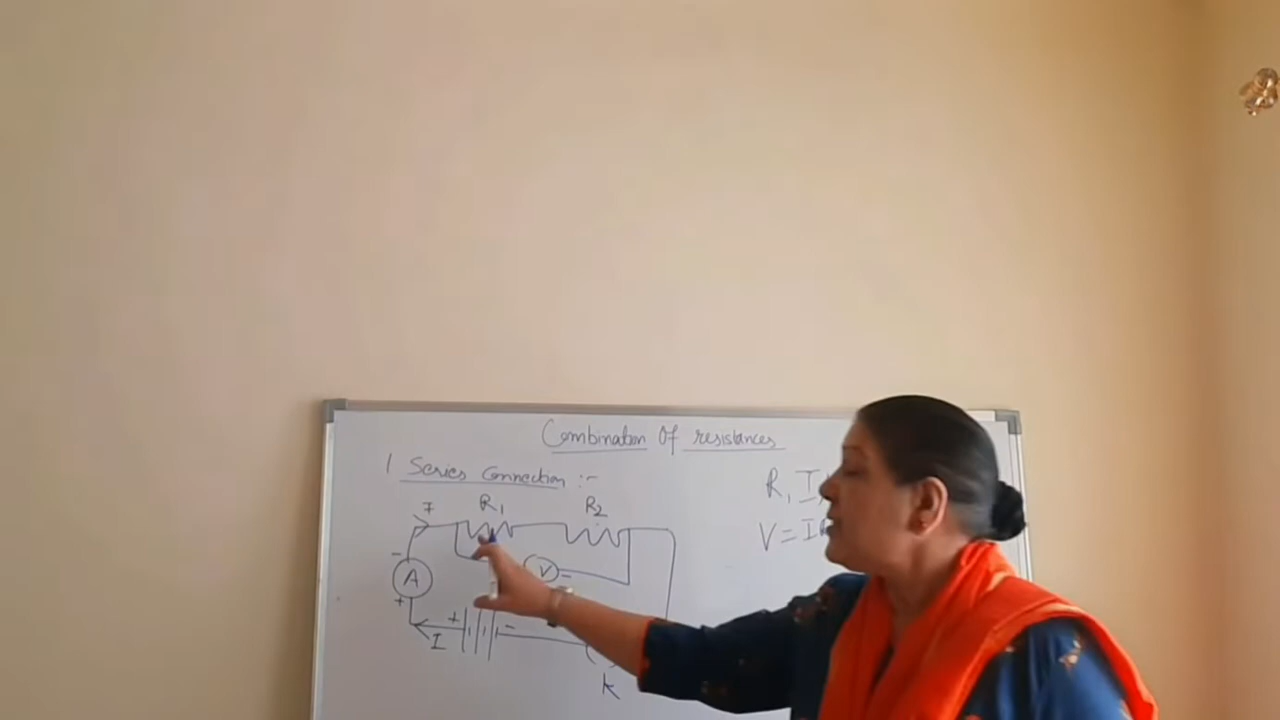 Combination Of resistances
1 Series Connection :-
R1
R2
I
A
V
I
K
R, I
V = I
+
-
+
-
-